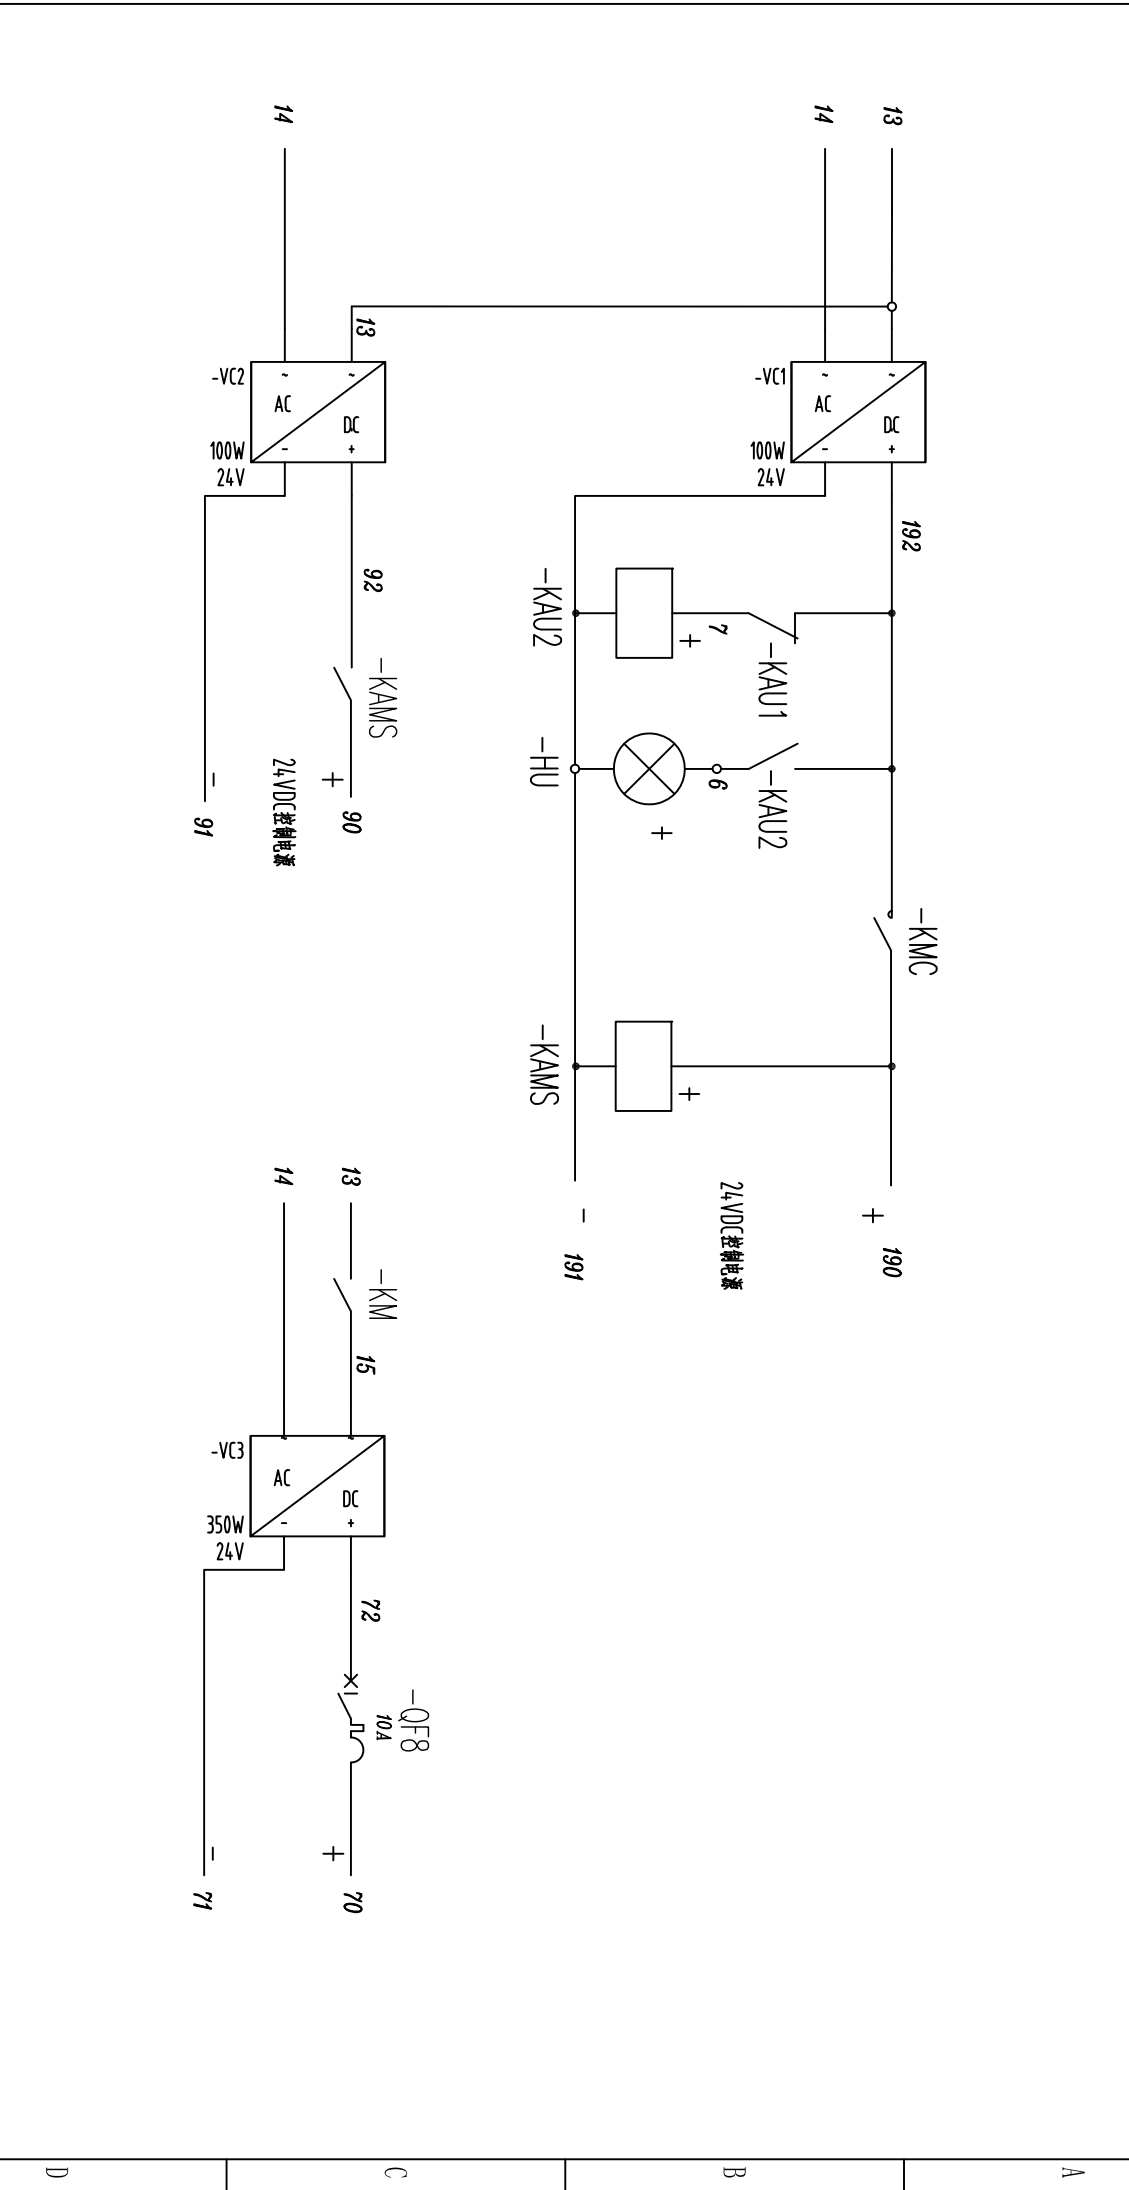 A
-KMC
192
13
190
-KAU1
-KAU2
-VC1
AC
DC
100W
24V
14
24VDC控制电源
B
7
6
+
-KAU2
-HU
-KAMS
191
-KAMS
13
92
90
-VC2
AC
DC
100W
24V
14
24VDC控制电源
91
C
-KM
-QF8
10A
13
15
72
70
-VC3
AC
DC
350W
24V
14
71
D